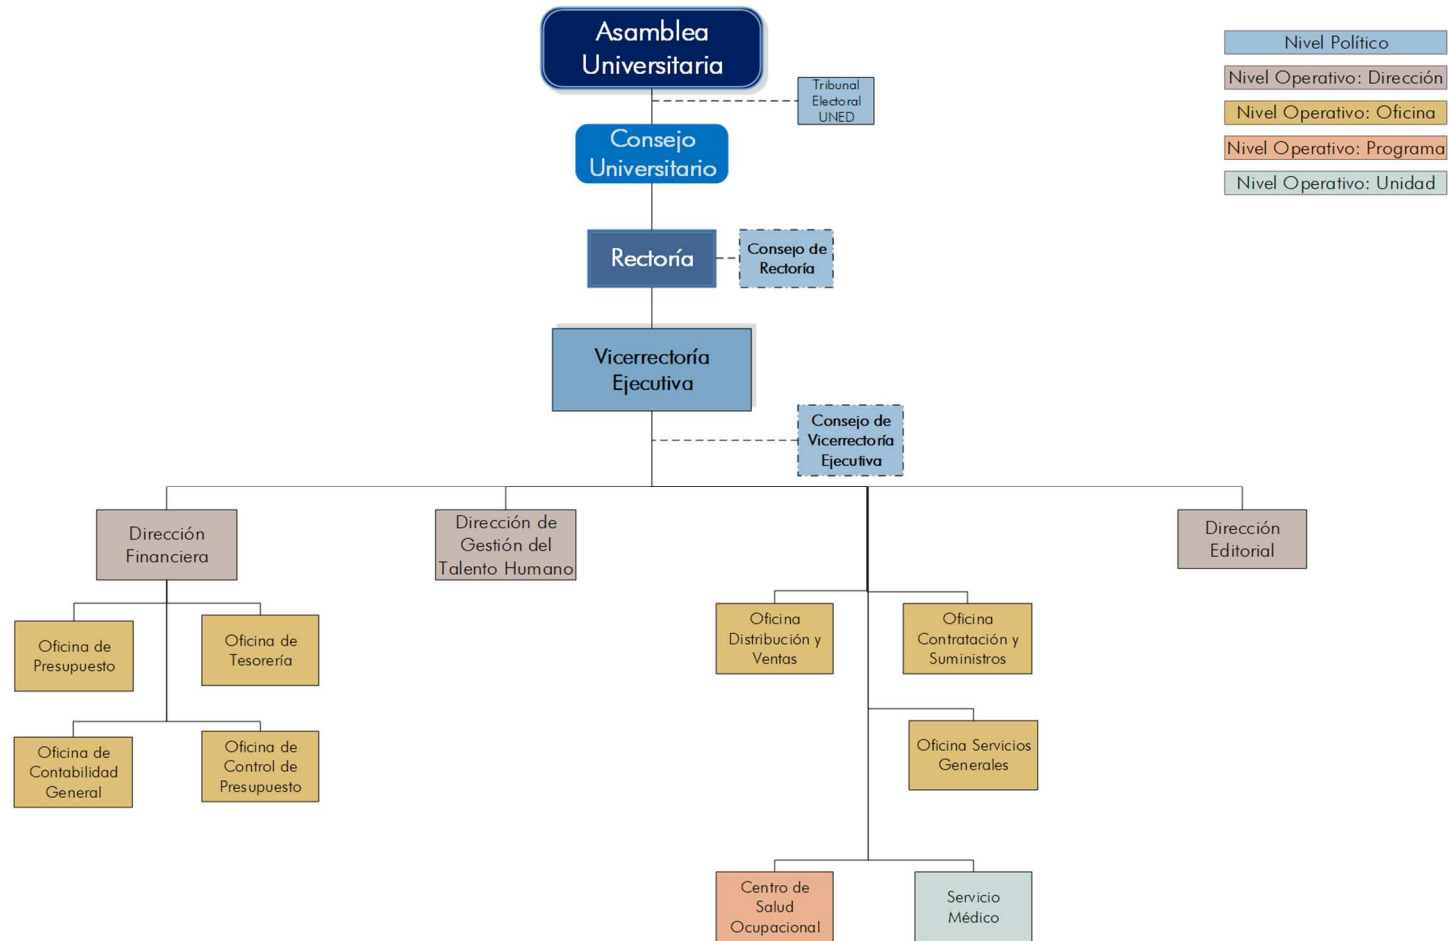 Asamblea
Universitaria
Tribunal
Electoral
UNED
Consejo
Universitario
Rectoría
Consejo de
Rectoría
Vicerrectoría
Ejecutiva
Consejo de
Vicerrectoría
Ejecutiva
Nivel Político
Nivel Operativo: Dirección
Nivel Operativo: Oficina
Nivel Operativo: Programa
Nivel Operativo: Unidad
Dirección
Financiera
Dirección de
Gestión del
Talento Humano
Dirección
Editorial
Oficina de
Presupuesto
Oficina de
Tesorería
Oficina de
Contabilidad
General
Oficina de
Control de
Presupuesto
Oficina
Distribución y
Ventas
Oficina
Contratación y
Suministros
Oficina Servicios
Generales
Centro de
Salud
Ocupacional
Servicio
Médico